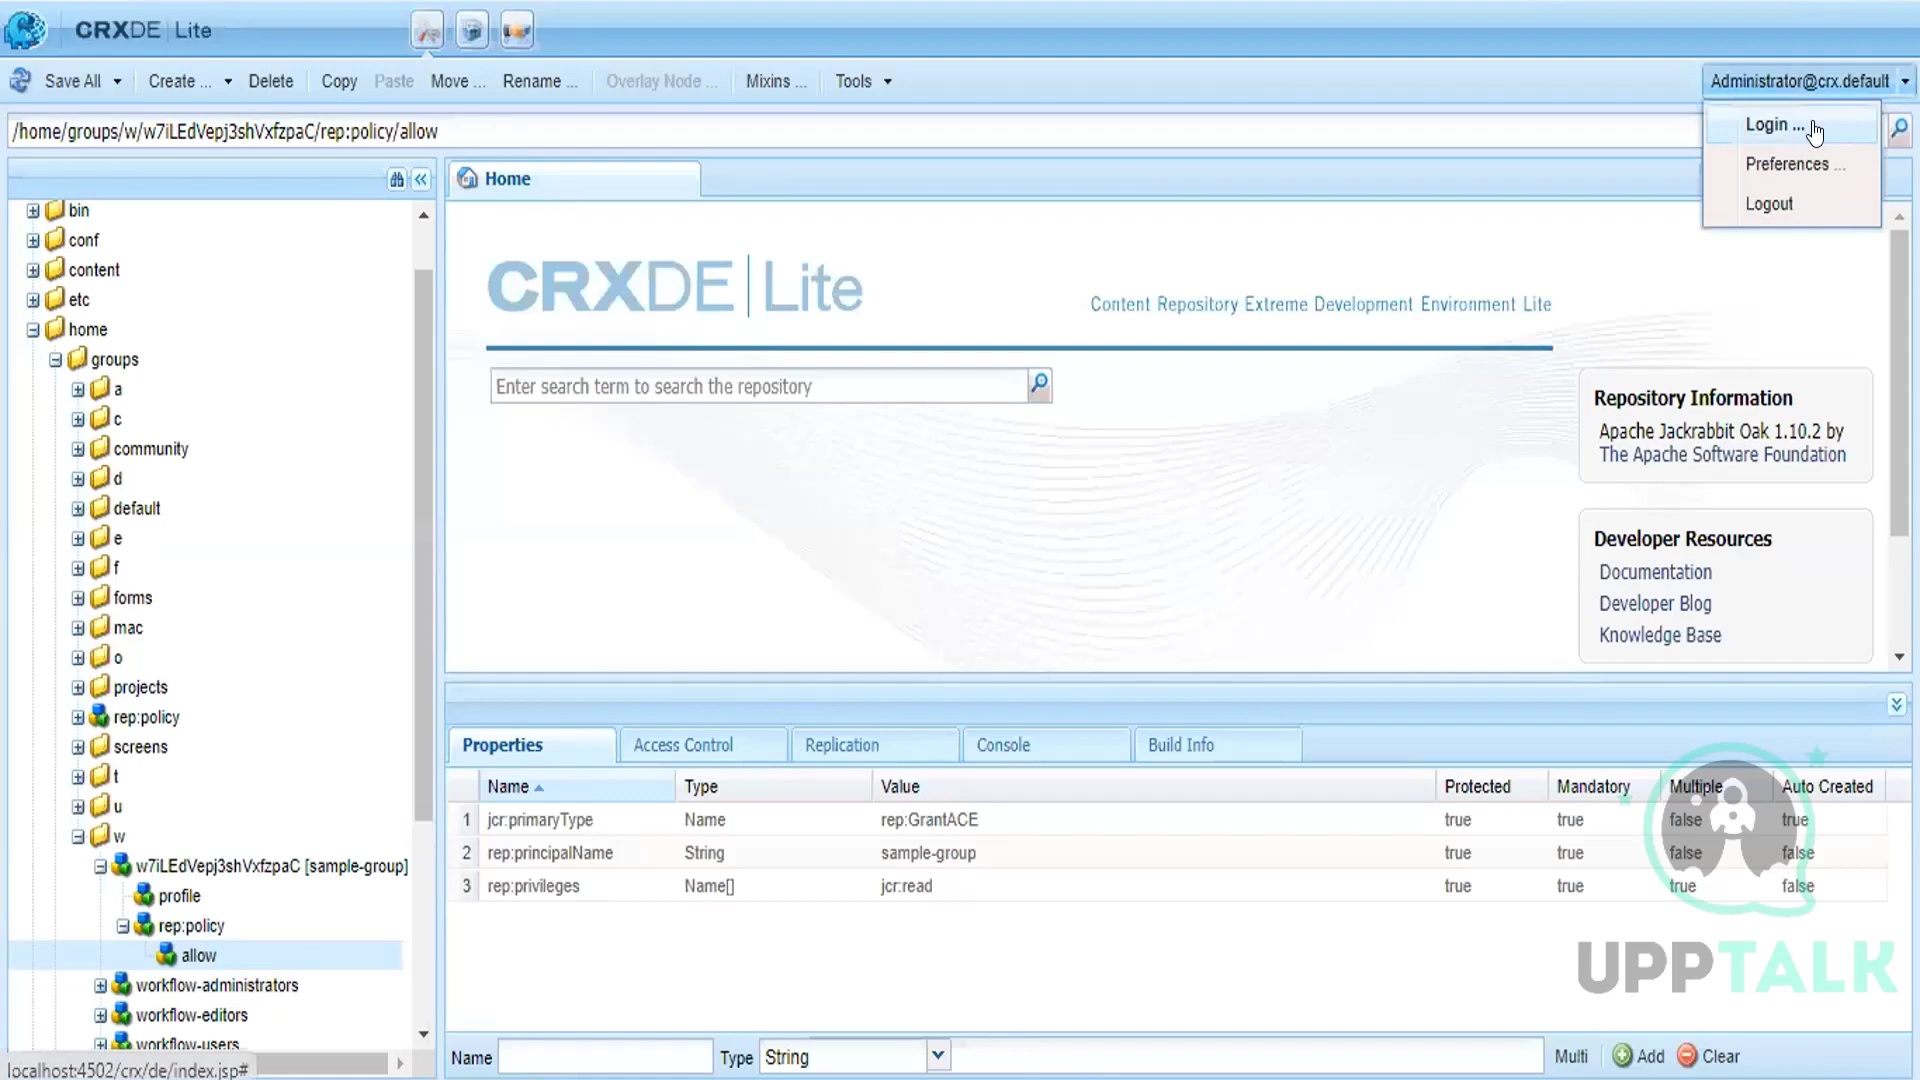 CRXDE Lite
Save All Create ... Delete Copy Paste Move ... Rename ... Overlay Node ... Mixins ... Tools Administrator@crx.default
/home/groups/w/w7iLEdVepj3shVxfzpaC/rep:policy/allow
Login ...
Preferences ...
Logout
bin
conf
content
etc
home
groups
a
c
community
d
default
e
f
forms
mac
o
projects
rep:policy
screens
t
u
w
w7iLEdVepj3shVxfzpaC [sample-group]
profile
rep:policy
allow
workflow-administrators
workflow-editors
workflow-users
localhost:4502/crx/de/index.jsp#
Home
CRXDE Lite
Content Repository Extreme Development Environment Lite
Enter search term to search the repository
Repository Information
Apache Jackrabbit Oak 1.10.2 by
The Apache Software Foundation
Developer Resources
Documentation
Developer Blog
Knowledge Base
Properties Access Control Replication Console Build Info
Name Type Value Protected Mandatory Multiple Auto Created
1 jcr:primaryType Name rep:GrantACE true true false true
2 rep:principalName String sample-group true true false false
3 rep:privileges Name[] jcr:read true true true false
UPPTALK
Name Type String Multi Add Clear